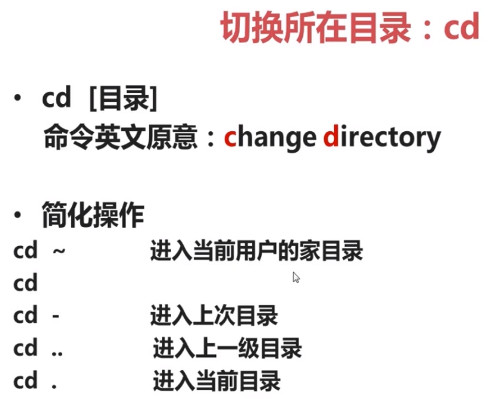 切换所在目录：cd
• cd [目录]
命令英文原意：change directory
• 简化操作
cd ~ 进入当前用户的家目录
cd
cd - 进入上次目录
cd .. 进入上一级目录
cd . 进入当前目录